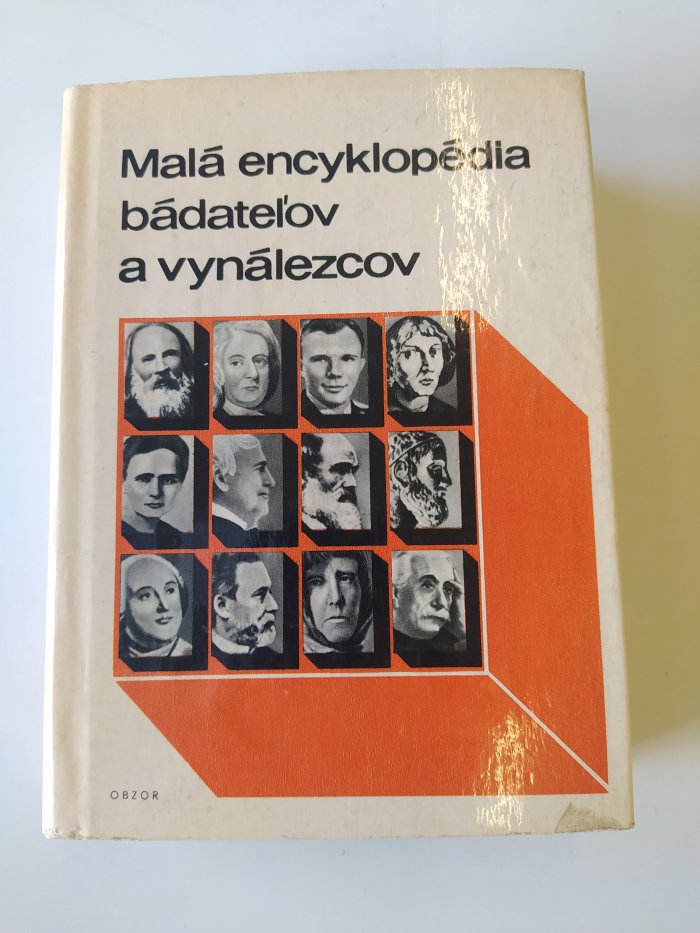 Malá encyklopédia
bádateľov
a vynálezcov
OBZOR